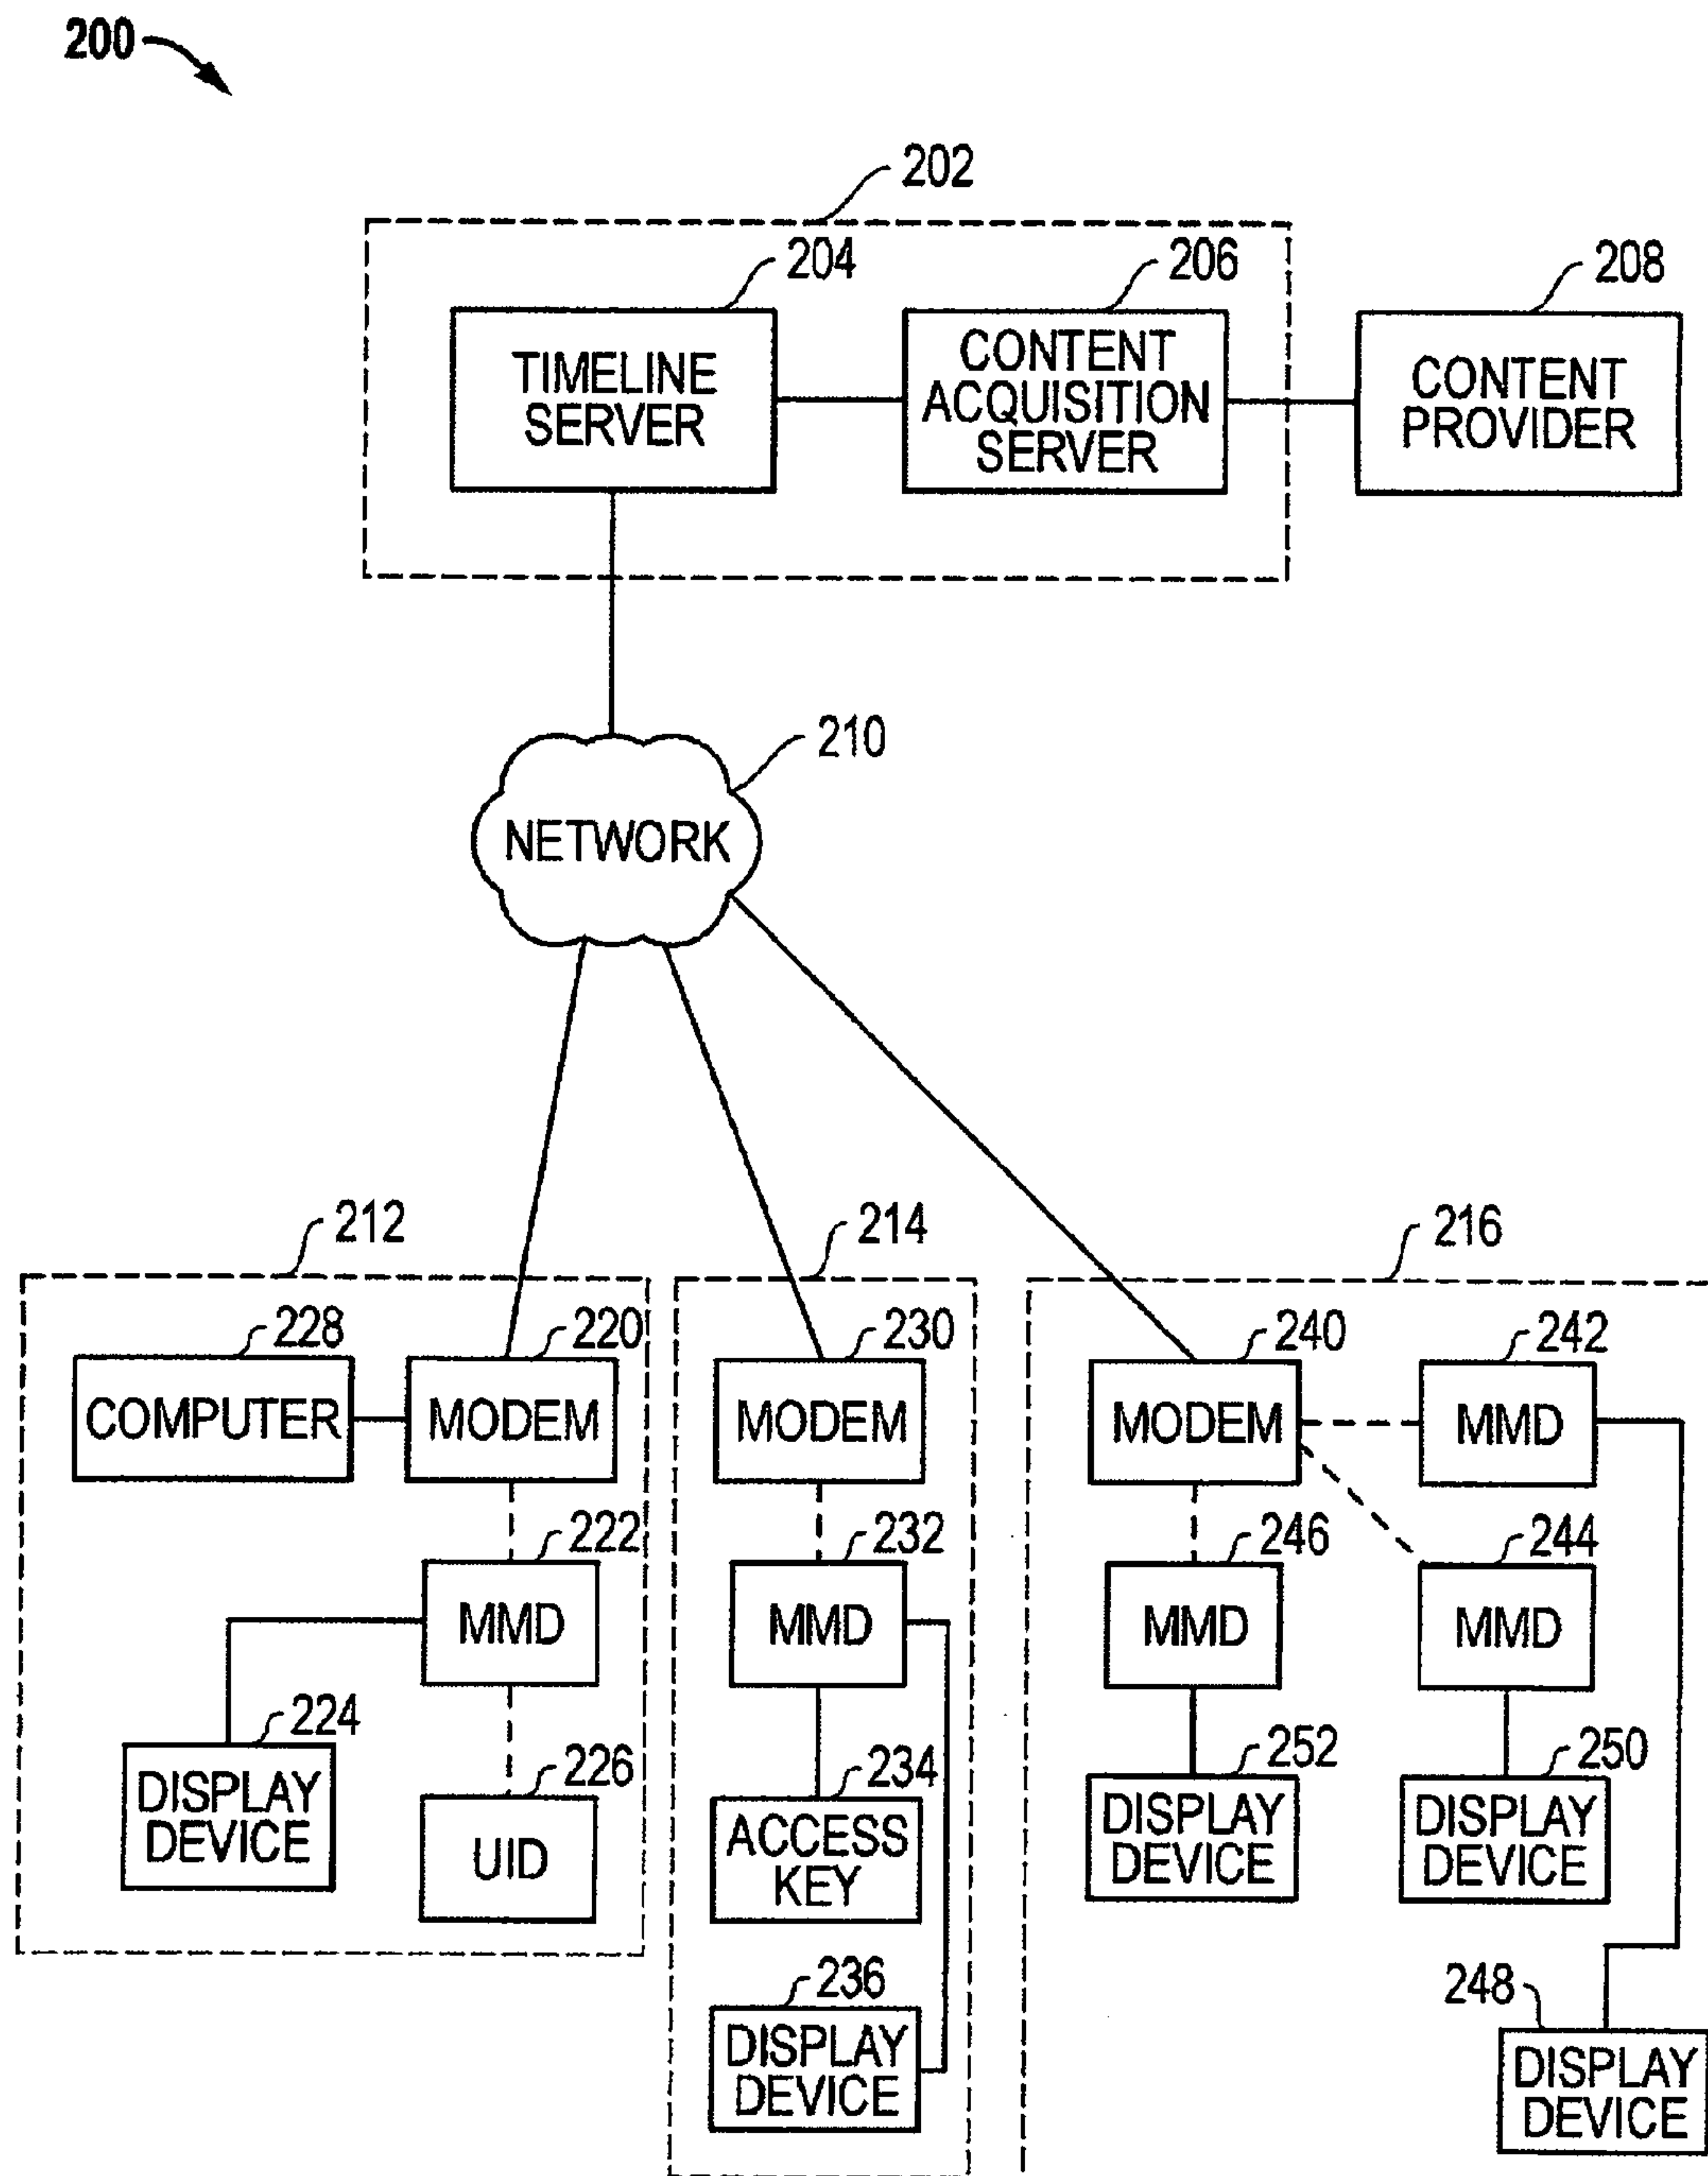 200
202
204
206
208
TIMELINE
SERVER
CONTENT
ACQUISITION
SERVER
CONTENT
PROVIDER
210
NETWORK
212
214
216
228
220
230
240
242
COMPUTER
MODEM
MODEM
MODEM
MMD
222
232
246
244
MMD
MMD
MMD
MMD
224
226
234
252
250
DISPLAY
DEVICE
UID
ACCESS
KEY
DISPLAY
DEVICE
DISPLAY
DEVICE
236
248
DISPLAY
DEVICE
DISPLAY
DEVICE